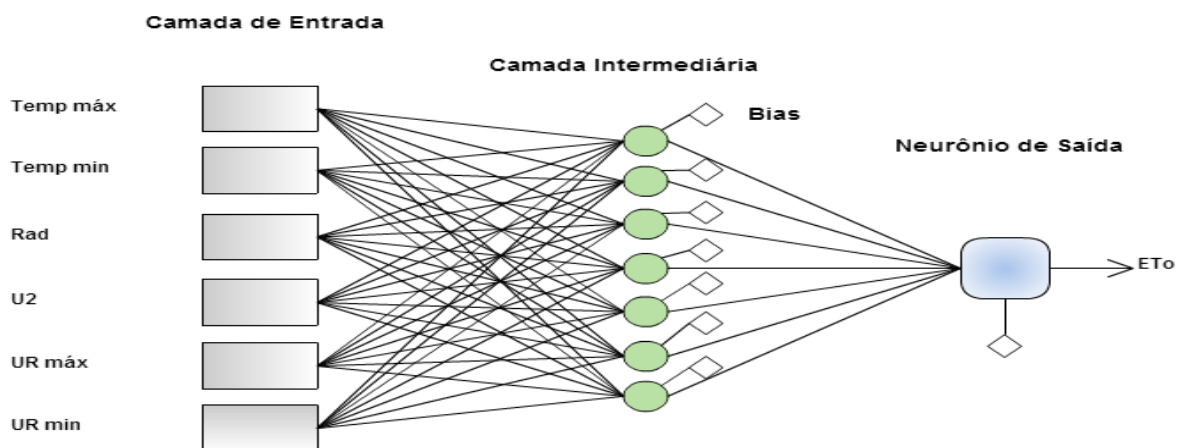 Camada de Entrada
Camada Intermediária
Temp máx
Bias
Neurônio de Saída
Temp min
Rad
ETo
U2
UR máx
UR min